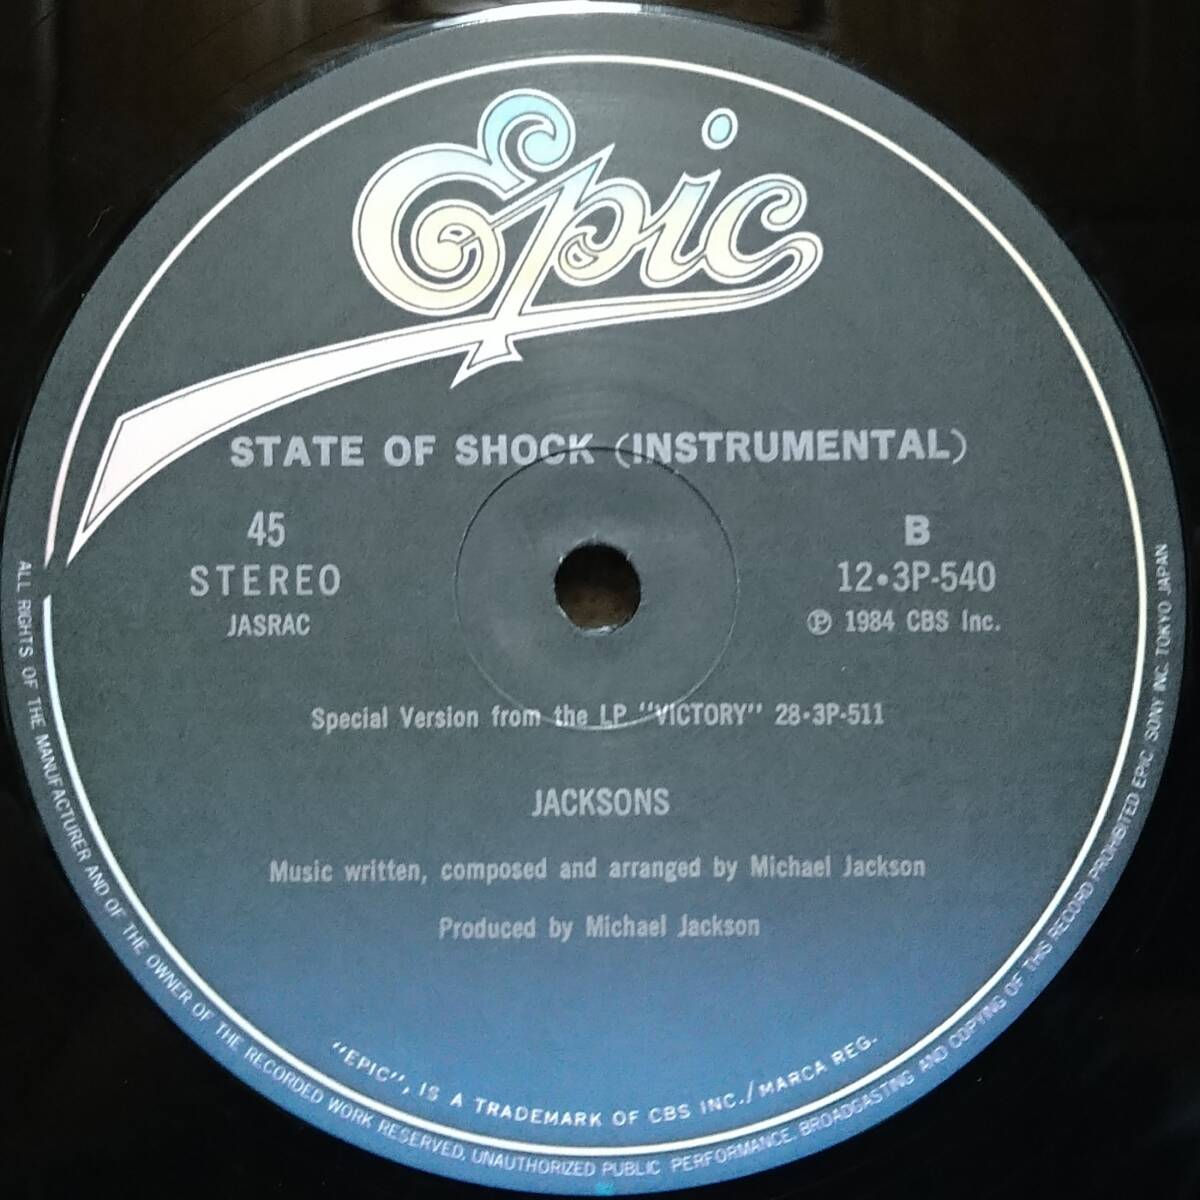 Epic
STATE OF SHOCK (INSTRUMENTAL)
45
STEREO
JASRAC
B
12•3P-540
Ⓟ 1984 CBS Inc.
Special Version from the LP "VICTORY" 28•3P-511
JACKSONS
Music written, composed and arranged by Michael Jackson
Produced by Michael Jackson
"EPIC", IS A TRADEMARK OF CBS INC./MARCA REG.
ALL RIGHTS OF THE MANUFACTURER AND OF THE OWNER OF THE RECORDED WORK RESERVED, UNAUTHORIZED PUBLIC PERFORMANCE, BROADCASTING AND COPYING OF THIS RECORD PROHIBITED EPIC/SONY INC. TOKYO JAPAN